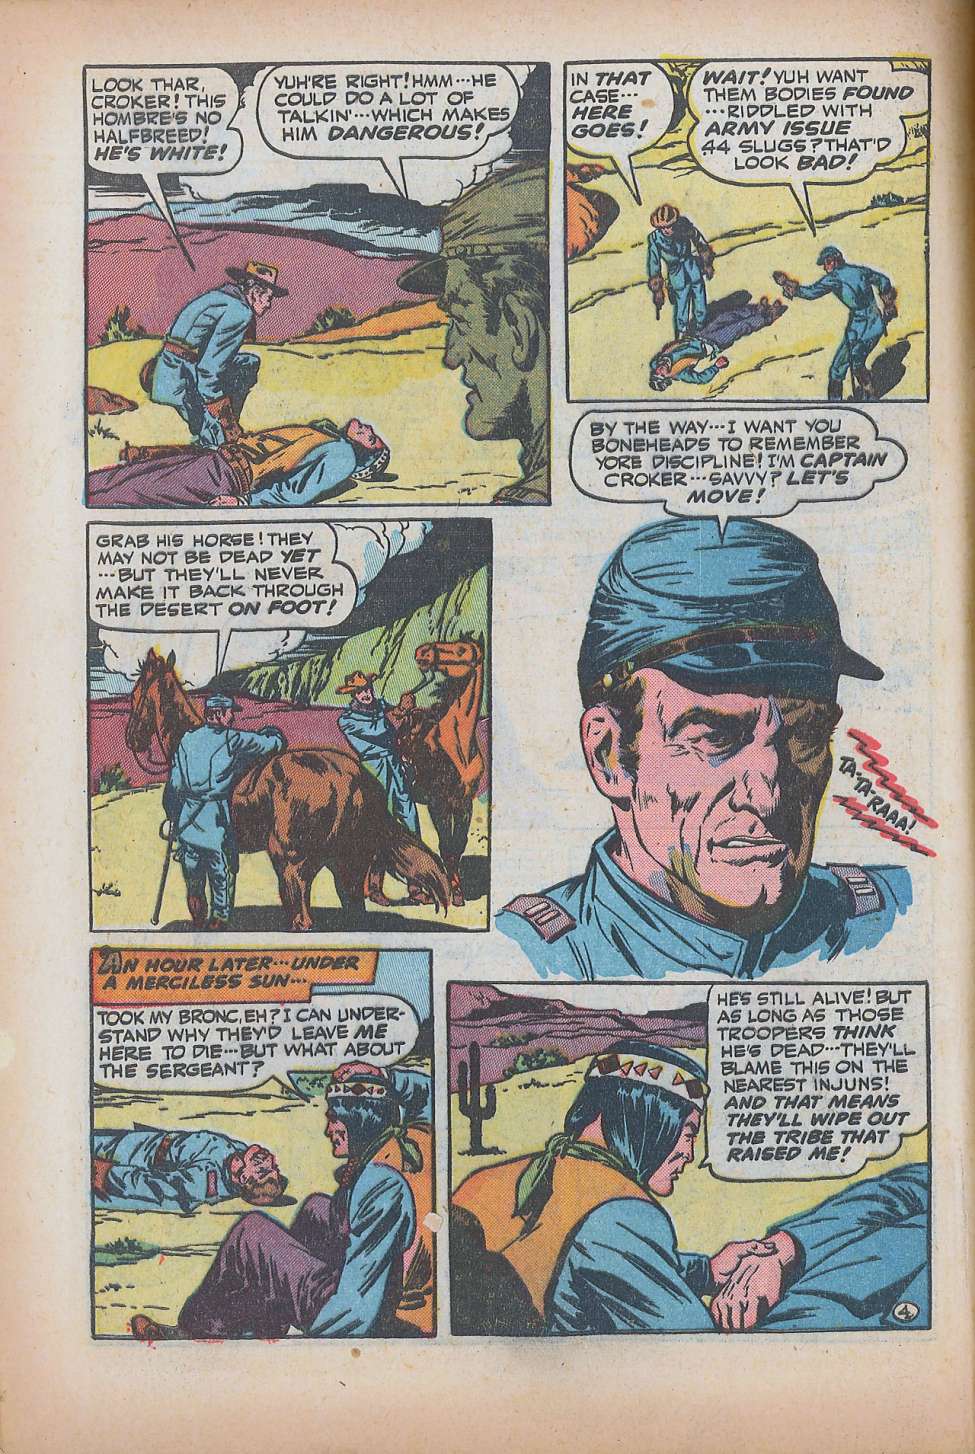 LOOK THAR,
CROKER! THIS
HOMBRE'S NO
HALFBREED!
HE'S WHITE!
YUH'RE RIGHT! HMM...HE
COULD DO A LOT OF
TALKIN'...WHICH MAKES
HIM DANGEROUS!
IN THAT
CASE...
HERE
GOES!
WAIT! YUH WANT
THEM BODIES FOUND
...RIDDLED WITH
ARMY ISSUE
.44 SLUGS? THAT'D
LOOK BAD!
GRAB HIS HORSE! THEY
MAY NOT BE DEAD YET
...BUT THEY'LL NEVER
MAKE IT BACK THROUGH
THE DESERT ON FOOT!
BY THE WAY...I WANT YOU
BONEHEADS TO REMEMBER
YORE DISCIPLINE! I'M CAPTAIN
CROKER...SAVVY? LET'S
MOVE!
TA-
TA-RAAA!
AN HOUR LATER...UNDER
A MERCILESS SUN...
TOOK MY BRONC, EH? I CAN UNDER-
STAND WHY THEY'D LEAVE ME
HERE TO DIE...BUT WHAT ABOUT
THE SERGEANT?
HE'S STILL ALIVE! BUT
AS LONG AS THOSE
TROOPERS THINK
HE'S DEAD...THEY'LL
BLAME THIS ON THE
NEAREST INJUNS!
AND THAT MEANS
THEY'LL WIPE OUT
THE TRIBE THAT
RAISED ME!
4